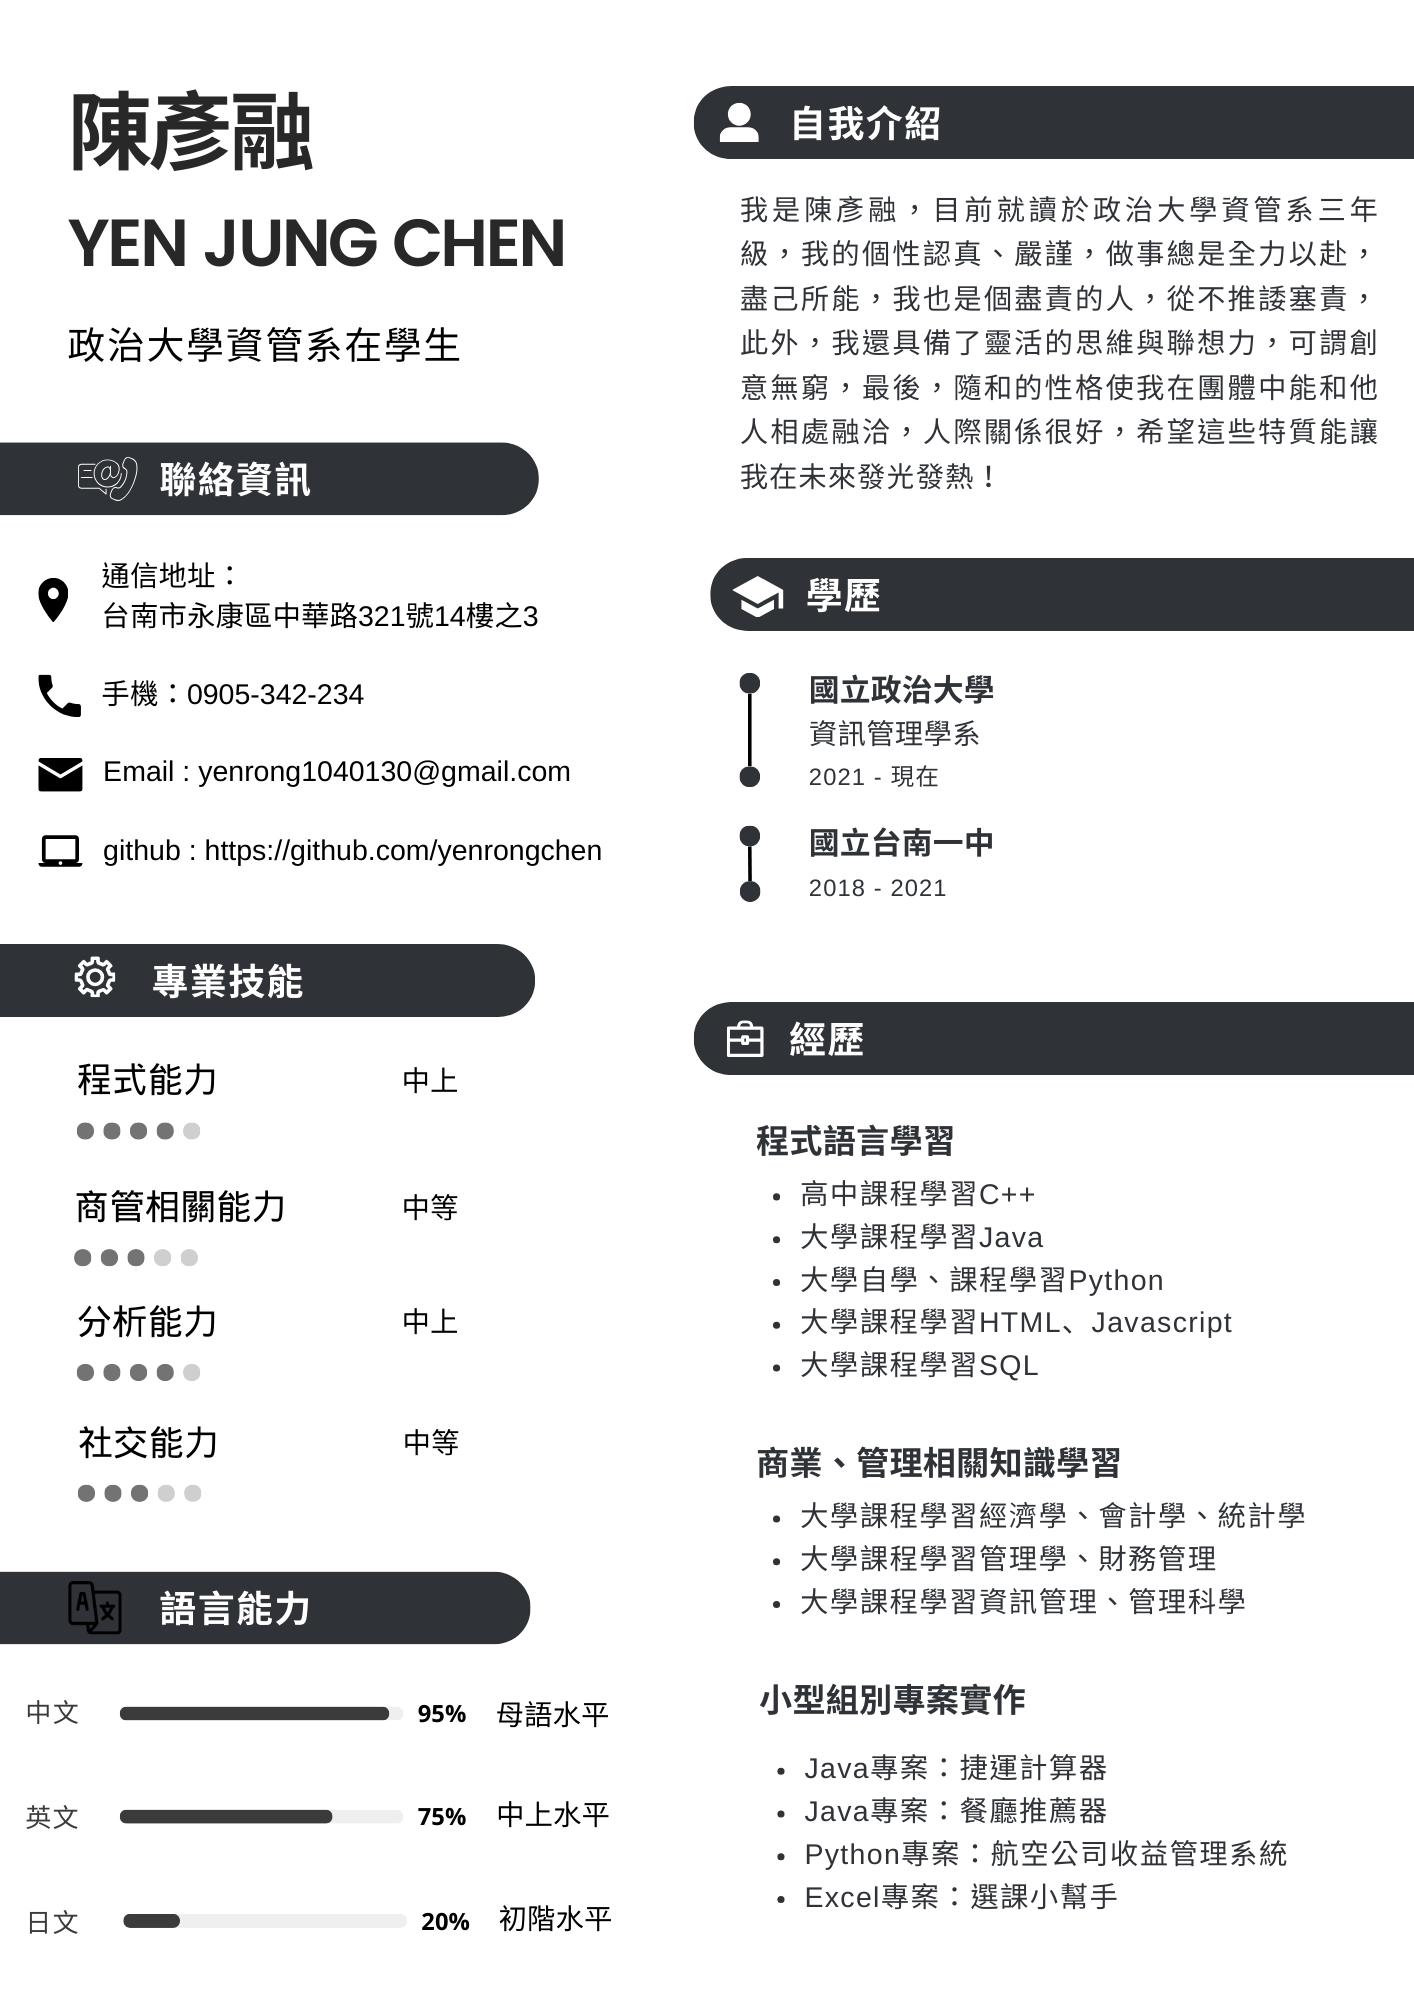 陳彥融
YEN JUNG CHEN
政治大學資管系在學生
聯絡資訊
通信地址：
台南市永康區中華路321號14樓之3
手機：0905-342-234
Email : yenrong1040130@gmail.com
github : https://github.com/yenrongchen
專業技能
程式能力 中上
商管相關能力 中等
分析能力 中上
社交能力 中等
語言能力
中文 95% 母語水平
英文 75% 中上水平
日文 20% 初階水平
自我介紹
我是陳彥融，目前就讀於政治大學資管系三年
級，我的個性認真、嚴謹，做事總是全力以赴，
盡己所能，我也是個盡責的人，從不推諉塞責，
此外，我還具備了靈活的思維與聯想力，可謂創
意無窮，最後，隨和的性格使我在團體中能和他
人相處融洽，人際關係很好，希望這些特質能讓
我在未來發光發熱！
學歷
國立政治大學
資訊管理學系
2021 - 現在
國立台南一中
2018 - 2021
經歷
程式語言學習
• 高中課程學習C++
• 大學課程學習Java
• 大學自學、課程學習Python
• 大學課程學習HTML、Javascript
• 大學課程學習SQL
商業、管理相關知識學習
• 大學課程學習經濟學、會計學、統計學
• 大學課程學習管理學、財務管理
• 大學課程學習資訊管理、管理科學
小型組別專案實作
• Java專案：捷運計算器
• Java專案：餐廳推薦器
• Python專案：航空公司收益管理系統
• Excel專案：選課小幫手